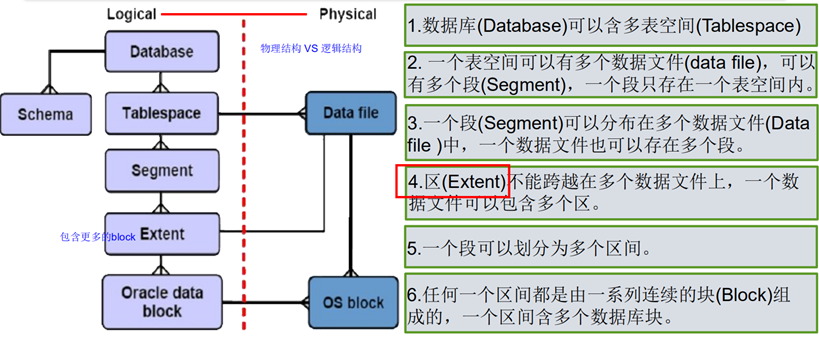 Logical
Physical
物理结构 VS 逻辑结构
Database
Schema
Tablespace
Data file
Segment
包含更多的block
Extent
Oracle data
block
OS block
1.数据库(Database)可以含多表空间(Tablespace)
2. 一个表空间可以有多个数据文件(data file)，可以
有多个段(Segment)，一个段只存在一个表空间内。
3.一个段(Segment)可以分布在多个数据文件(Data
file )中，一个数据文件也可以存在多个段。
4.区(Extent)不能跨越在多个数据文件上，一个数
据文件可以包含多个区。
5.一个段可以划分为多个区间。
6.任何一个区间都是由一系列连续的块(Block)组
成的，一个区间含多个数据库块。